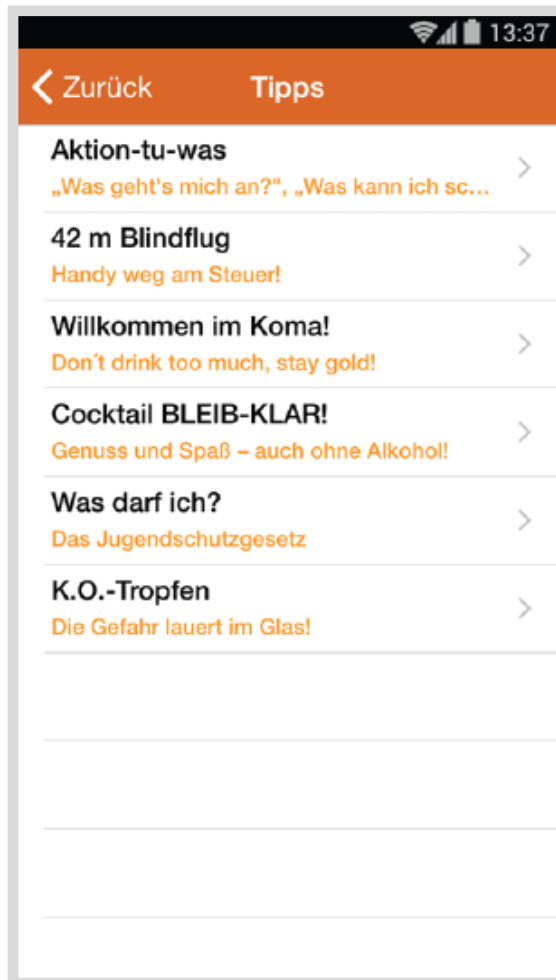 13:37
Zurück Tipps
Aktion-tu-was
„Was geht's mich an?", „Was kann ich sc...
42 m Blindflug
Handy weg am Steuer!
Willkommen im Koma!
Don´t drink too much, stay gold!
Cocktail BLEIB-KLAR!
Genuss und Spaß – auch ohne Alkohol!
Was darf ich?
Das Jugendschutzgesetz
K.O.-Tropfen
Die Gefahr lauert im Glas!